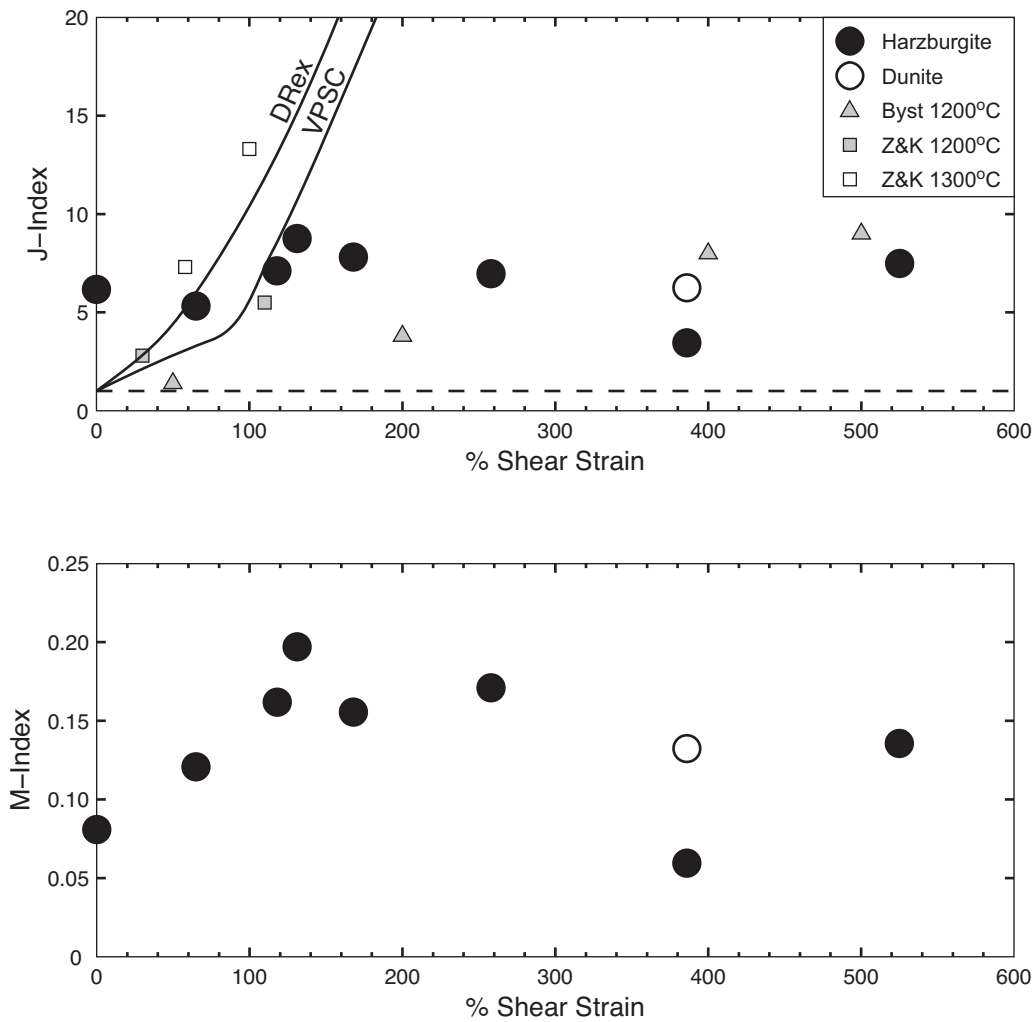 20
15
10
5
0
J–Index
DRex
VPSC
Harzburgite
Dunite
Byst 1200°C
Z&K 1200°C
Z&K 1300°C
0 100 200 300 400 500 600
% Shear Strain
0.25
0.20
0.15
0.10
0.05
0
M–Index
0 100 200 300 400 500 600
% Shear Strain